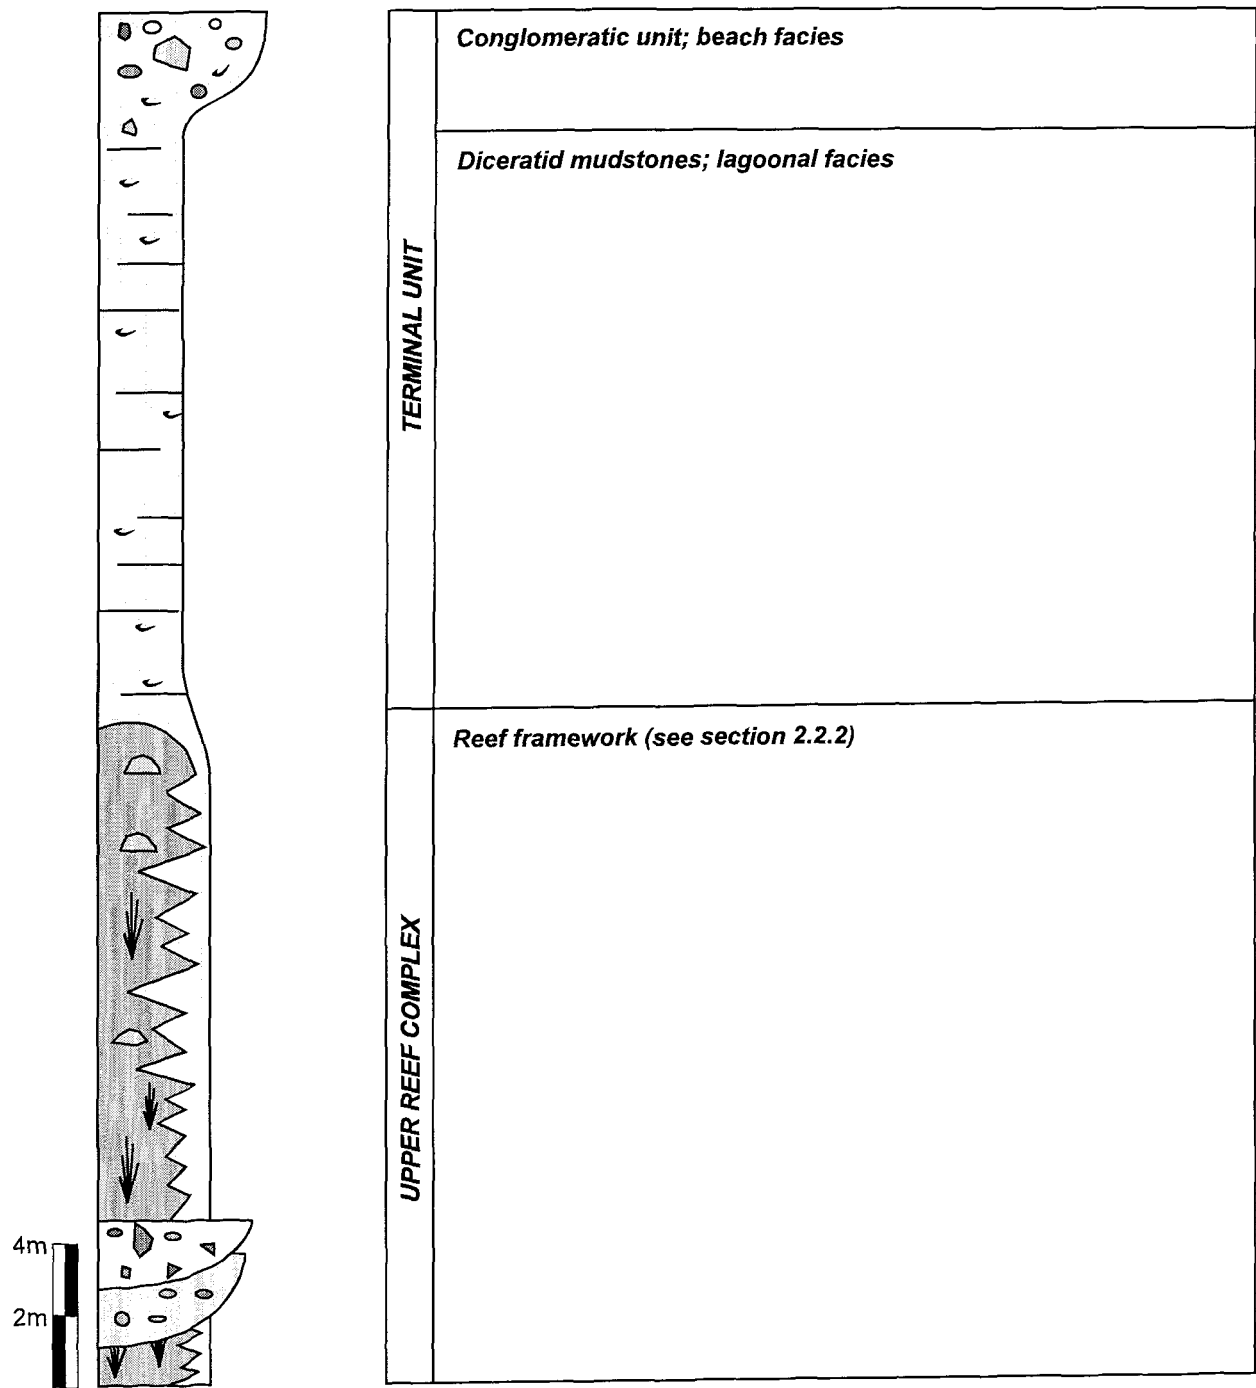 Conglomeratic unit; beach facies
Diceratid mudstones; lagoonal facies
TERMINAL UNIT
Reef framework (see section 2.2.2)
UPPER REEF COMPLEX
4m
2m